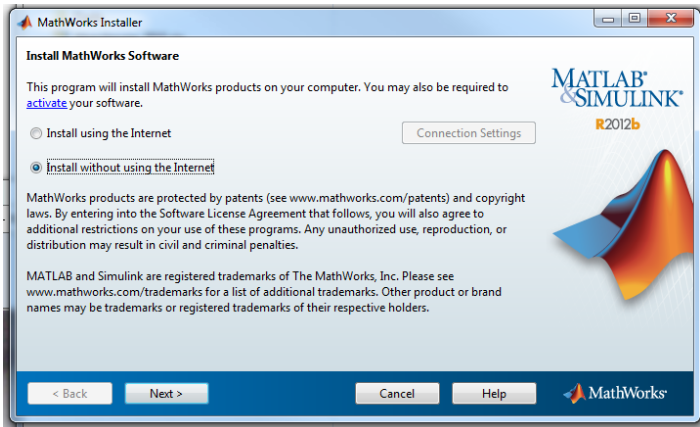 MathWorks Installer
Install MathWorks Software
This program will install MathWorks products on your computer. You may also be required to
activate your software.
Install using the Internet
Connection Settings
Install without using the Internet
MathWorks products are protected by patents (see www.mathworks.com/patents) and copyright
laws. By entering into the Software License Agreement that follows, you will also agree to
additional restrictions on your use of these programs. Any unauthorized use, reproduction, or
distribution may result in civil and criminal penalties.
MATLAB and Simulink are registered trademarks of The MathWorks, Inc. Please see
www.mathworks.com/trademarks for a list of additional trademarks. Other product or brand
names may be trademarks or registered trademarks of their respective holders.
MATLAB®
&SIMULINK®
R2012b
< Back
Next >
Cancel
Help
MathWorks®